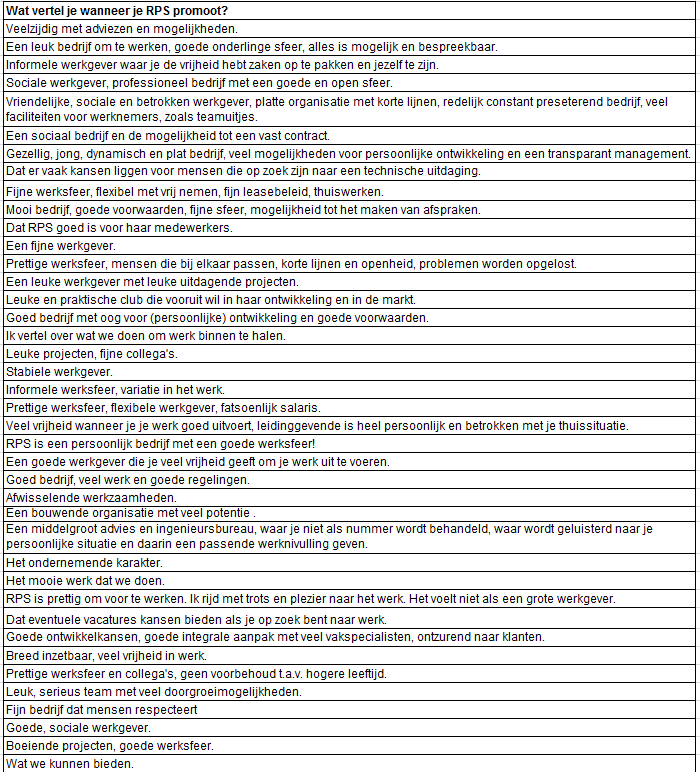 Wat vertel je wanneer je RPS promoot?
Veelzijdig met adviezen en mogelijkheden.
Een leuk bedrijf om te werken, goede onderlinge sfeer, alles is mogelijk en bespreekbaar.
Informele werkgever waar je de vrijheid hebt zaken op te pakken en jezelf te zijn.
Sociale werkgever, professioneel bedrijf met een goede en open sfeer.
Vriendelijke, sociale en betrokken werkgever, platte organisatie met korte lijnen, redelijk constant preseterend bedrijf, veel
faciliteiten voor werknemers, zoals teamuitjes.
Een sociaal bedrijf en de mogelijkheid tot een vast contract.
Gezellig, jong, dynamisch en plat bedrijf, veel mogelijkheden voor persoonlijke ontwikkeling en een transparant management.
Dat er vaak kansen liggen voor mensen die op zoek zijn naar een technische uitdaging.
Fijne werksfeer, flexibel met vrij nemen, fijn leasebeleid, thuiswerken.
Mooi bedrijf, goede voorwaarden, fijne sfeer, mogelijkheid tot het maken van afspraken.
Dat RPS goed is voor haar medewerkers.
Een fijne werkgever.
Prettige werksfeer, mensen die bij elkaar passen, korte lijnen en openheid, problemen worden opgelost.
Een leuke werkgever met leuke uitdagende projecten.
Leuke en praktische club die vooruit wil in haar ontwikkeling en in de markt.
Goed bedrijf met oog voor (persoonlijke) ontwikkeling en goede voorwaarden.
Ik vertel over wat we doen om werk binnen te halen.
Leuke projecten, fijne collega's.
Stabiele werkgever.
Informele werksfeer, variatie in het werk.
Prettige werksfeer, flexibele werkgever, fatsoenlijk salaris.
Veel vrijheid wanneer je je werk goed uitvoert, leidinggevende is heel persoonlijk en betrokken met je thuissituatie.
RPS is een persoonlijk bedrijf met een goede werksfeer!
Een goede werkgever die je veel vrijheid geeft om je werk uit te voeren.
Goed bedrijf, veel werk en goede regelingen.
Afwisselende werkzaamheden.
Een bouwende organisatie met veel potentie .
Een middelgroot advies en ingenieursbureau, waar je niet als nummer wordt behandeld, waar wordt geluisterd naar je
persoonlijke situatie en daarin een passende werknivulling geven.
Het ondernemende karakter.
Het mooie werk dat we doen.
RPS is prettig om voor te werken. Ik rijd met trots en plezier naar het werk. Het voelt niet als een grote werkgever.
Dat eventuele vacatures kansen bieden als je op zoek bent naar werk.
Goede ontwikkelkansen, goede integrale aanpak met veel vakspecialisten, ontzurend naar klanten.
Breed inzetbaar, veel vrijheid in werk.
Prettige werksfeer en collega's, geen voorbehoud t.a.v. hogere leeftijd.
Leuk, serieus team met veel doorgroeimogelijkheden.
Fijn bedrijf dat mensen respecteert
Goede, sociale werkgever.
Boeiende projecten, goede werksfeer.
Wat we kunnen bieden.